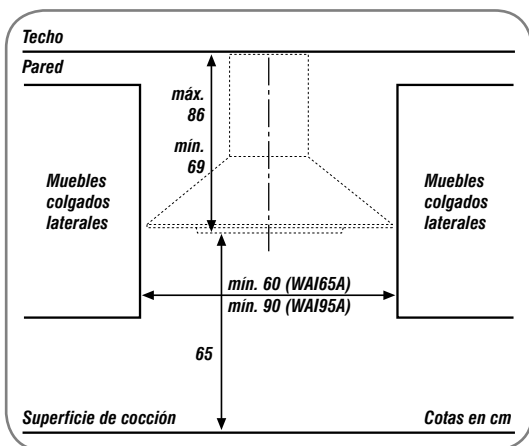 Techo
Pared
máx.
86
mín.
69
Muebles
colgados
laterales
Muebles
colgados
laterales
mín. 60 (WAI65A)
mín. 90 (WAI95A)
65
Superficie de cocción
Cotas en cm